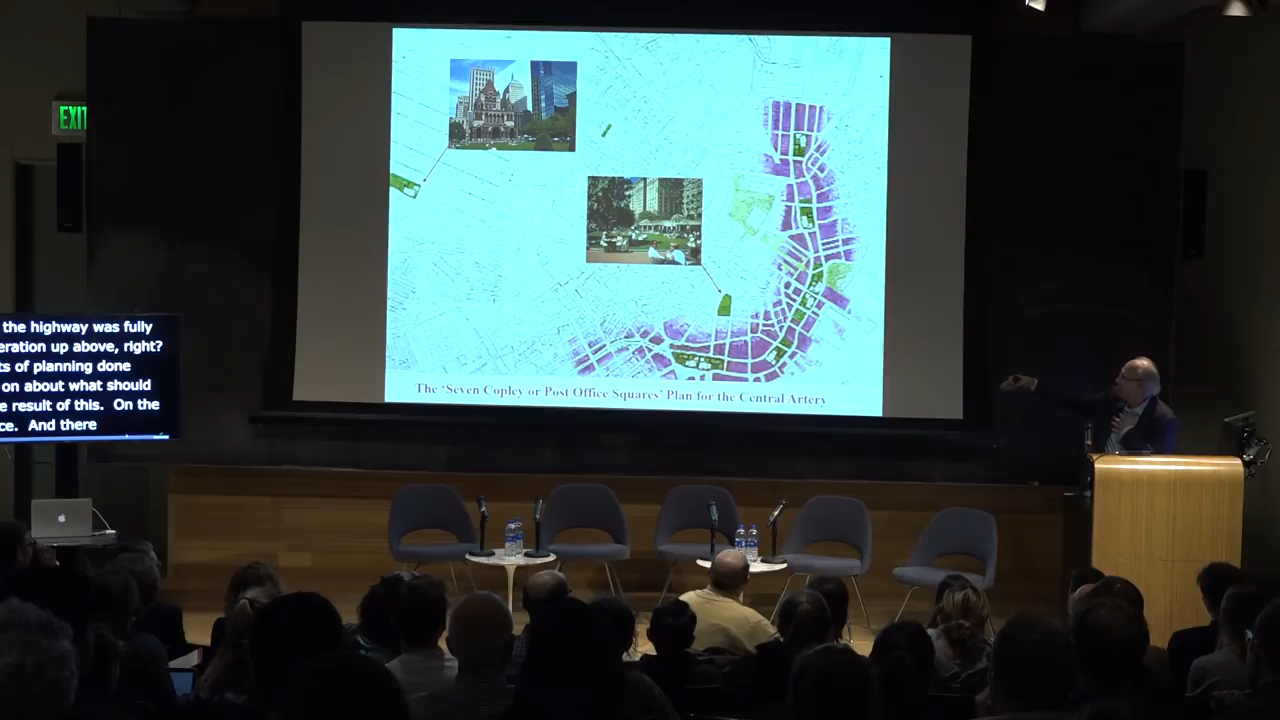 EXIT
The 'Seven Copley or Post Office Squares' Plan for the Central Artery
the highway was fully
eration up above, right?
ts of planning done
on about what should
e result of this. On the
ce. And there